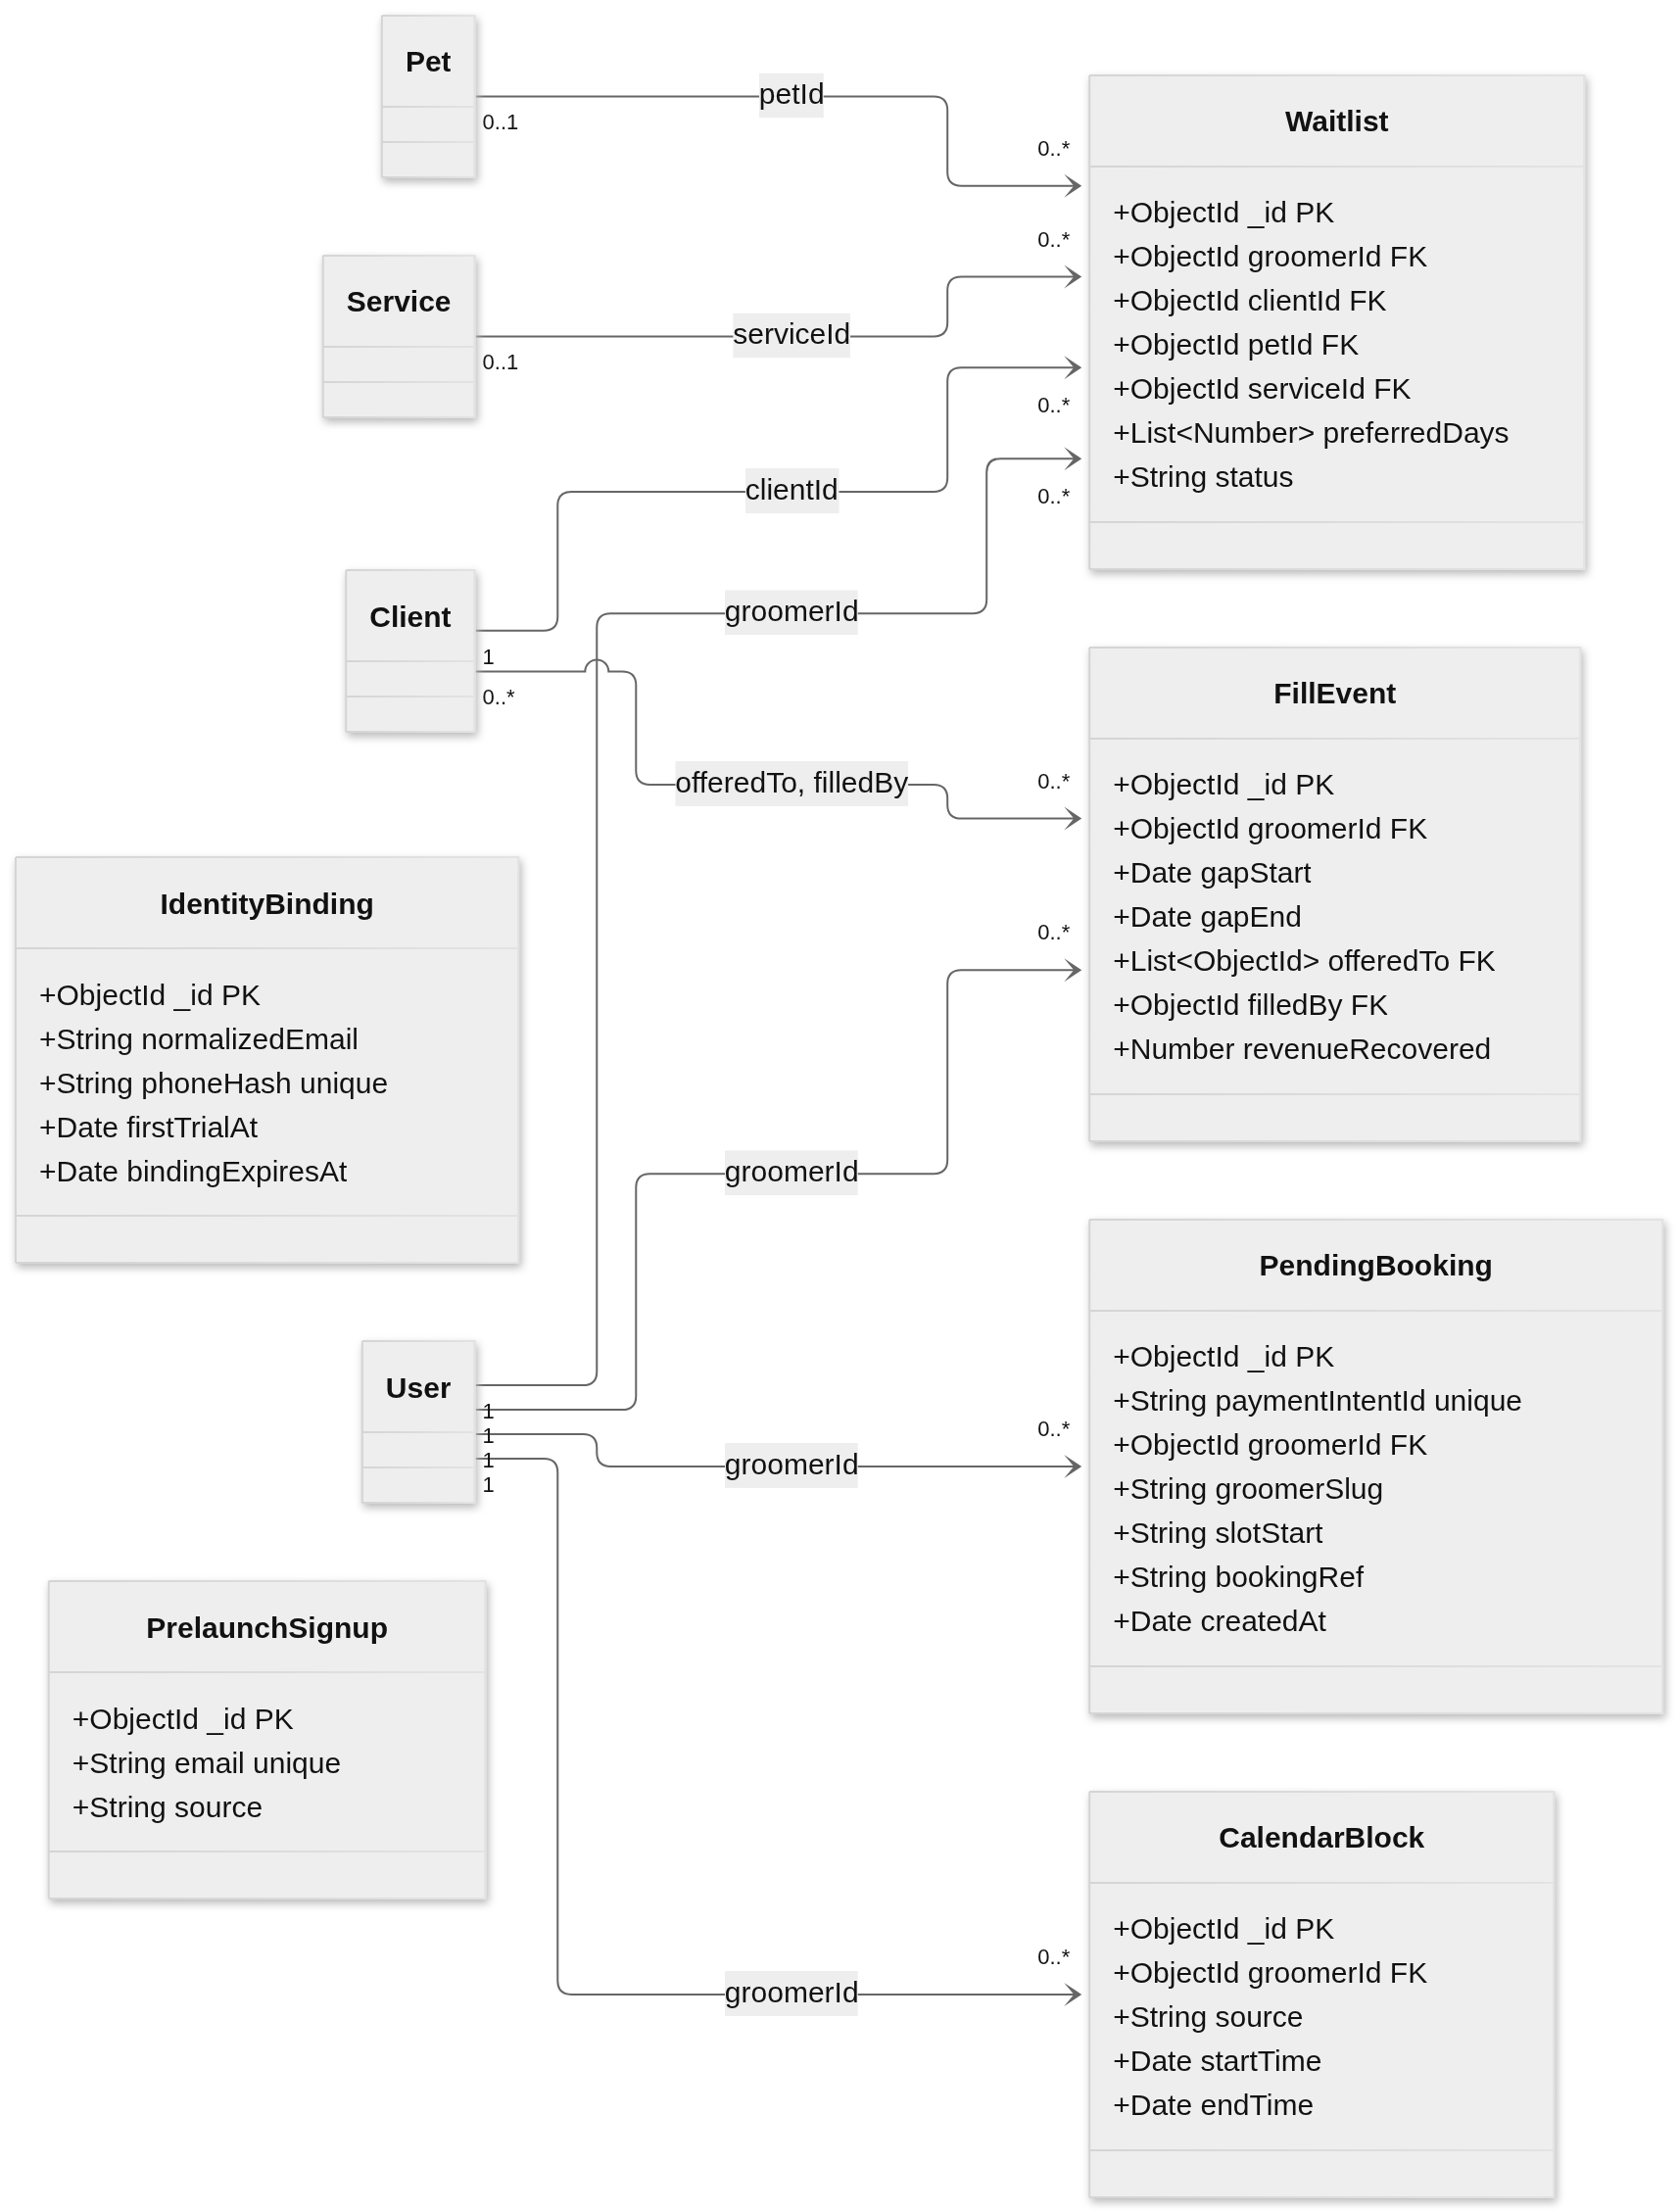 Pet
0..1
petId
0..*
Service
0..1
serviceId
0..*
Waitlist
+ObjectId _id PK
+ObjectId groomerId FK
+ObjectId clientId FK
+ObjectId petId FK
+ObjectId serviceId FK
+List<Number> preferredDays
+String status
clientId
0..*
groomerId
0..*
Client
1
0..*
offeredTo, filledBy
0..*
FillEvent
+ObjectId _id PK
+ObjectId groomerId FK
+Date gapStart
+Date gapEnd
+List<ObjectId> offeredTo FK
+ObjectId filledBy FK
+Number revenueRecovered
IdentityBinding
+ObjectId _id PK
+String normalizedEmail
+String phoneHash unique
+Date firstTrialAt
+Date bindingExpiresAt
0..*
groomerId
User
1
1
1
1
groomerId
0..*
PendingBooking
+ObjectId _id PK
+String paymentIntentId unique
+ObjectId groomerId FK
+String groomerSlug
+String slotStart
+String bookingRef
+Date createdAt
PrelaunchSignup
+ObjectId _id PK
+String email unique
+String source
groomerId
0..*
CalendarBlock
+ObjectId _id PK
+ObjectId groomerId FK
+String source
+Date startTime
+Date endTime